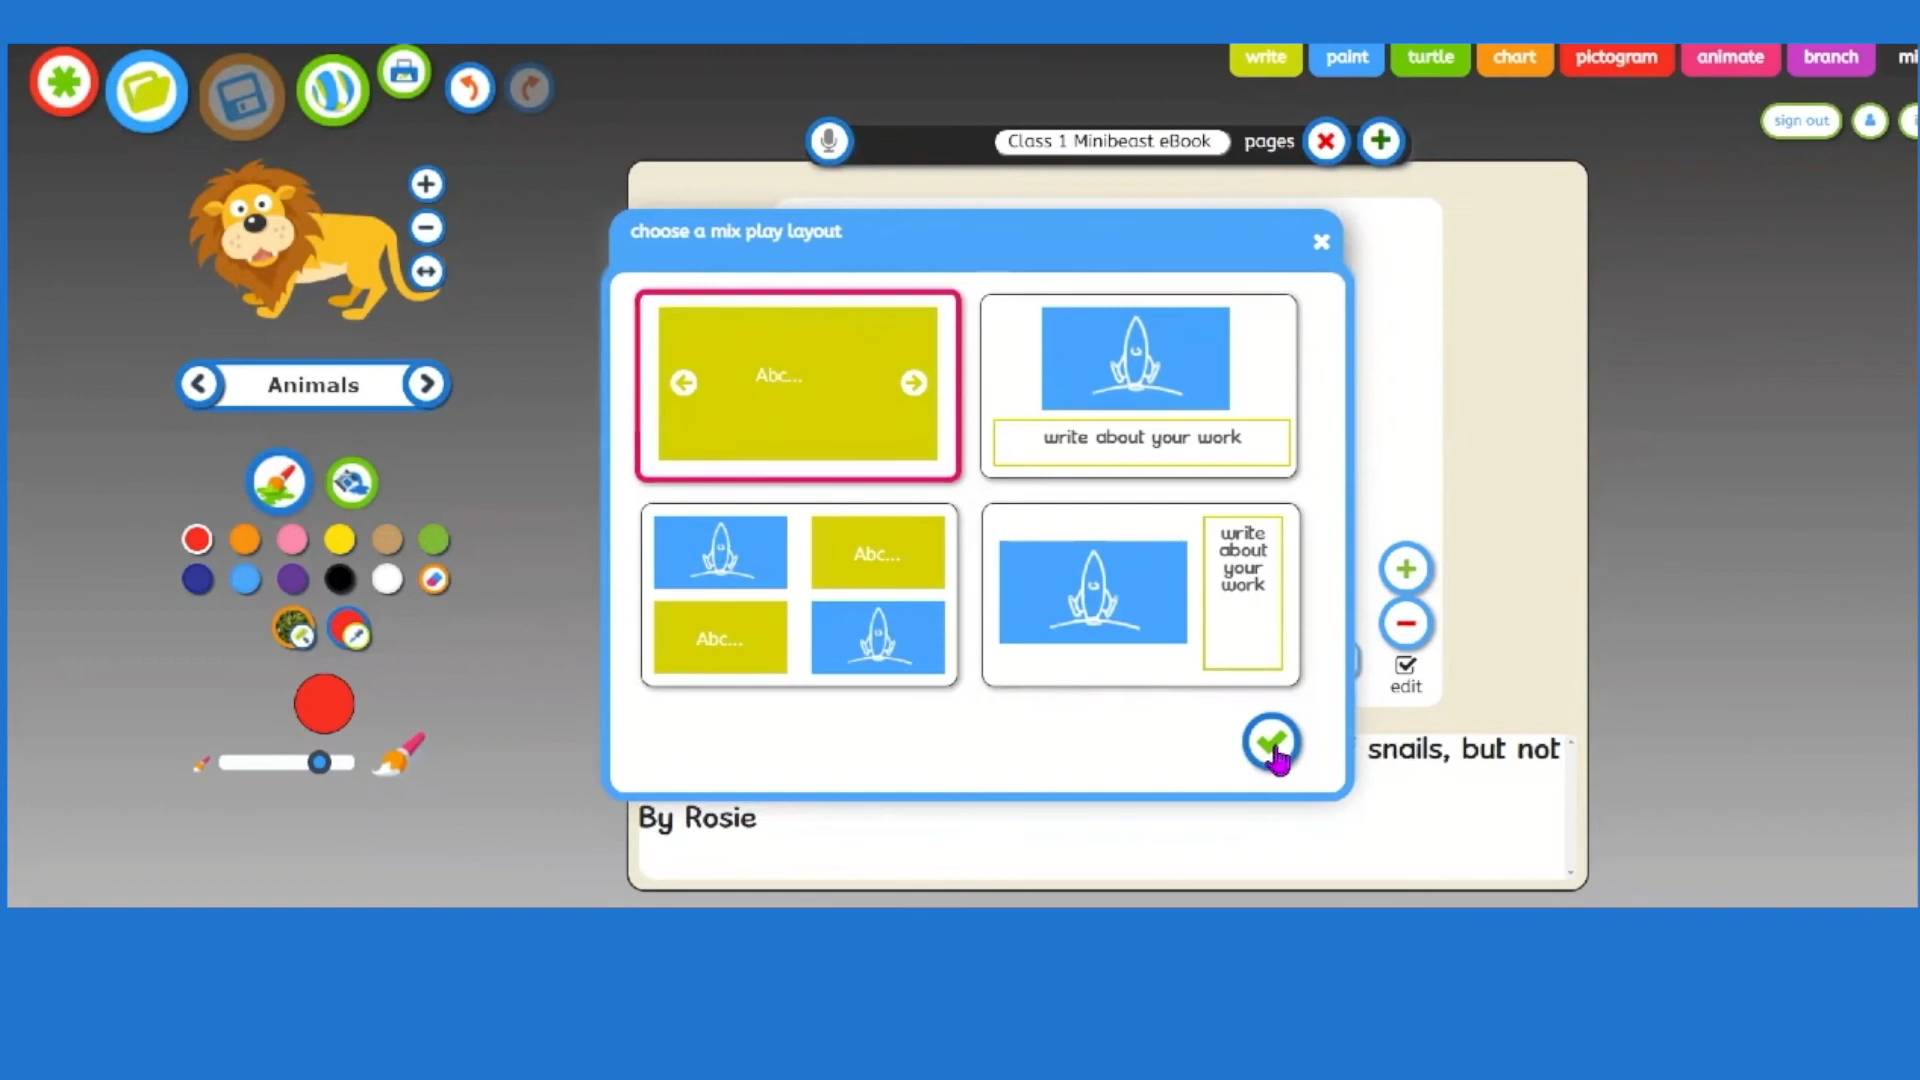 write
paint
turtle
chart
pictogram
animate
branch
sign out
Class 1 Minibeast eBook
pages
choose a mix play layout
Abc...
write about your work
Abc...
Abc...
write
about
your
work
Animals
edit
snails, but not
By Rosie